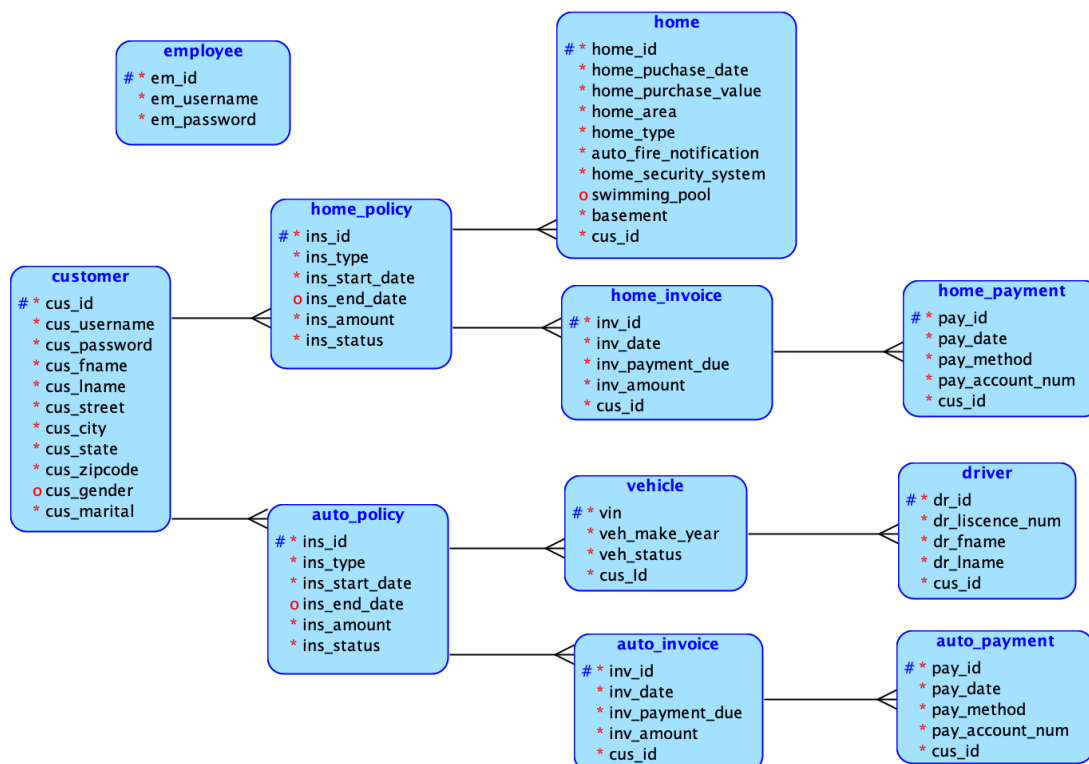 employee
# * em_id
* em_username
* em_password
home
# * home_id
* home_puchase_date
* home_purchase_value
* home_area
* home_type
* auto_fire_notification
* home_security_system
o swimming_pool
* basement
* cus_id
home_policy
# * ins_id
* ins_type
* ins_start_date
o ins_end_date
* ins_amount
* ins_status
customer
# * cus_id
* cus_username
* cus_password
* cus_fname
* cus_lname
* cus_street
* cus_city
* cus_state
* cus_zipcode
o cus_gender
* cus_marital
home_invoice
# * inv_id
* inv_date
* inv_payment_due
* inv_amount
* cus_id
home_payment
# * pay_id
* pay_date
* pay_method
* pay_account_num
* cus_id
auto_policy
# * ins_id
* ins_type
* ins_start_date
o ins_end_date
* ins_amount
* ins_status
vehicle
# * vin
* veh_make_year
* veh_status
* cus_Id
driver
# * dr_id
* dr_liscence_num
* dr_fname
* dr_lname
* cus_id
auto_invoice
# * inv_id
* inv_date
* inv_payment_due
* inv_amount
* cus_id
auto_payment
# * pay_id
* pay_date
* pay_method
* pay_account_num
* cus_id